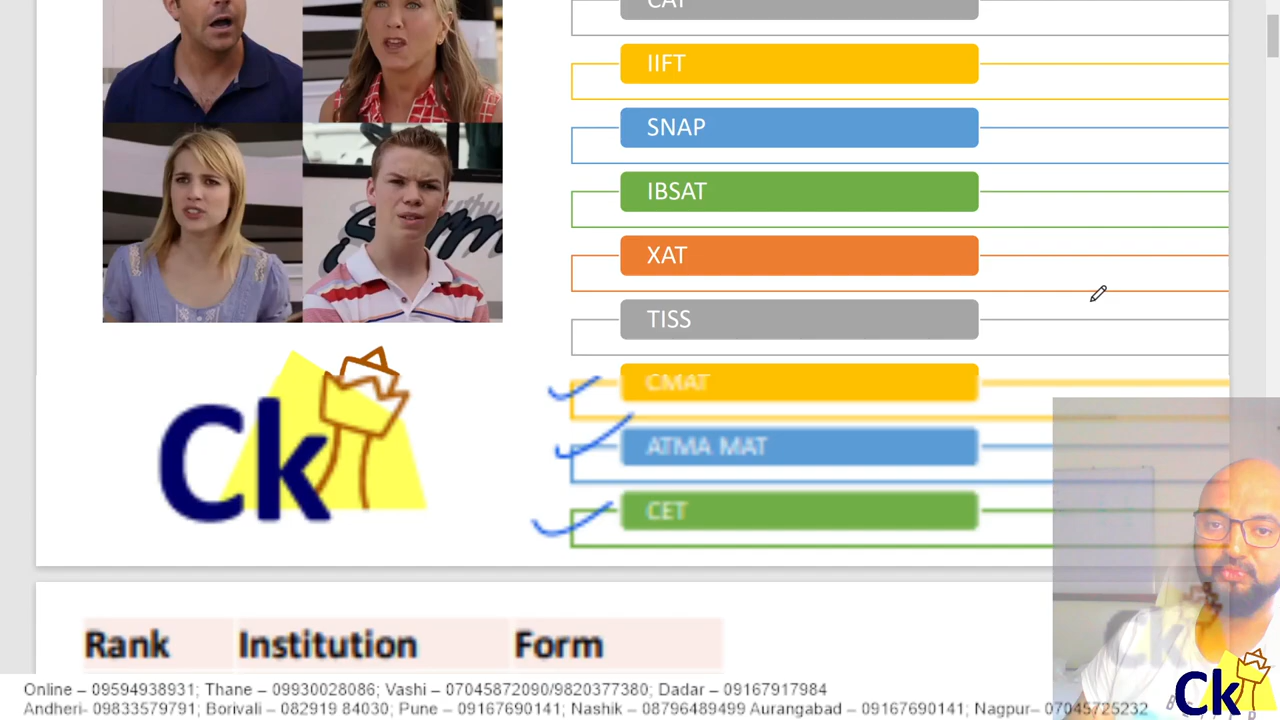 CAT
IIFT
SNAP
IBSAT
XAT
TISS
CMAT
ATMA MAT
CET
Ck
Rank Institution Form
Online – 09594938931; Thane – 09930028086; Vashi – 07045872090/9820377380; Dadar – 09167917984
Andheri- 09833579791; Borivali – 082919 84030; Pune – 09167690141; Nashik – 08796489499 Aurangabad – 09167690141; Nagpur– 07045725232
Ck